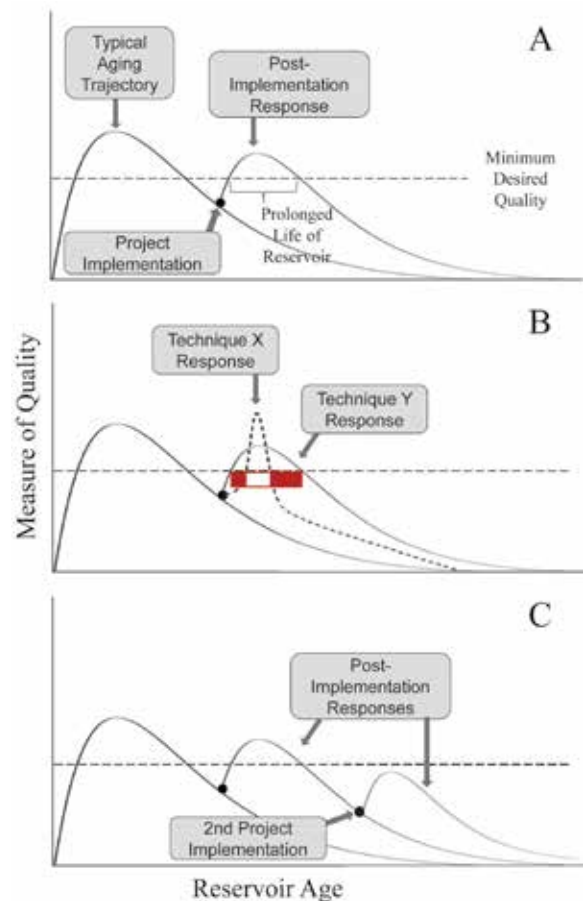 A
Typical
Aging
Trajectory
Post-
Implementation
Response
Minimum
Desired
Quality
Prolonged
Life of
Reservoir
Project
Implementation
B
Technique X
Response
Technique Y
Response
Measure of Quality
C
Post-
Implementation
Responses
2nd Project
Implementation
Reservoir Age